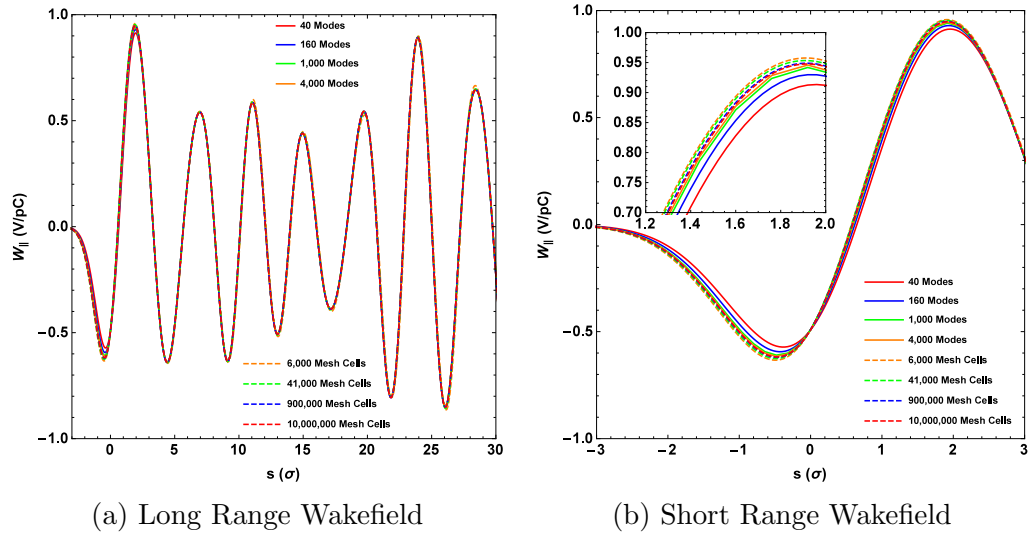 1.0
0.5
0.0
−0.5
−1.0
W∥ (V/pC)
40 Modes
160 Modes
1,000 Modes
4,000 Modes
6,000 Mesh Cells
41,000 Mesh Cells
900,000 Mesh Cells
10,000,000 Mesh Cells
0 5 10 15 20 25 30
s (σ)
(a) Long Range Wakefield
1.0
0.5
0.0
−0.5
−1.0
W∥ (V/pC)
1.00
0.95
0.90
0.85
0.80
0.75
0.70
1.2 1.4 1.6 1.8 2.0
40 Modes
160 Modes
1,000 Modes
4,000 Modes
6,000 Mesh Cells
41,000 Mesh Cells
900,000 Mesh Cells
10,000,000 Mesh Cells
−3 −2 −1 0 1 2 3
s (σ)
(b) Short Range Wakefield